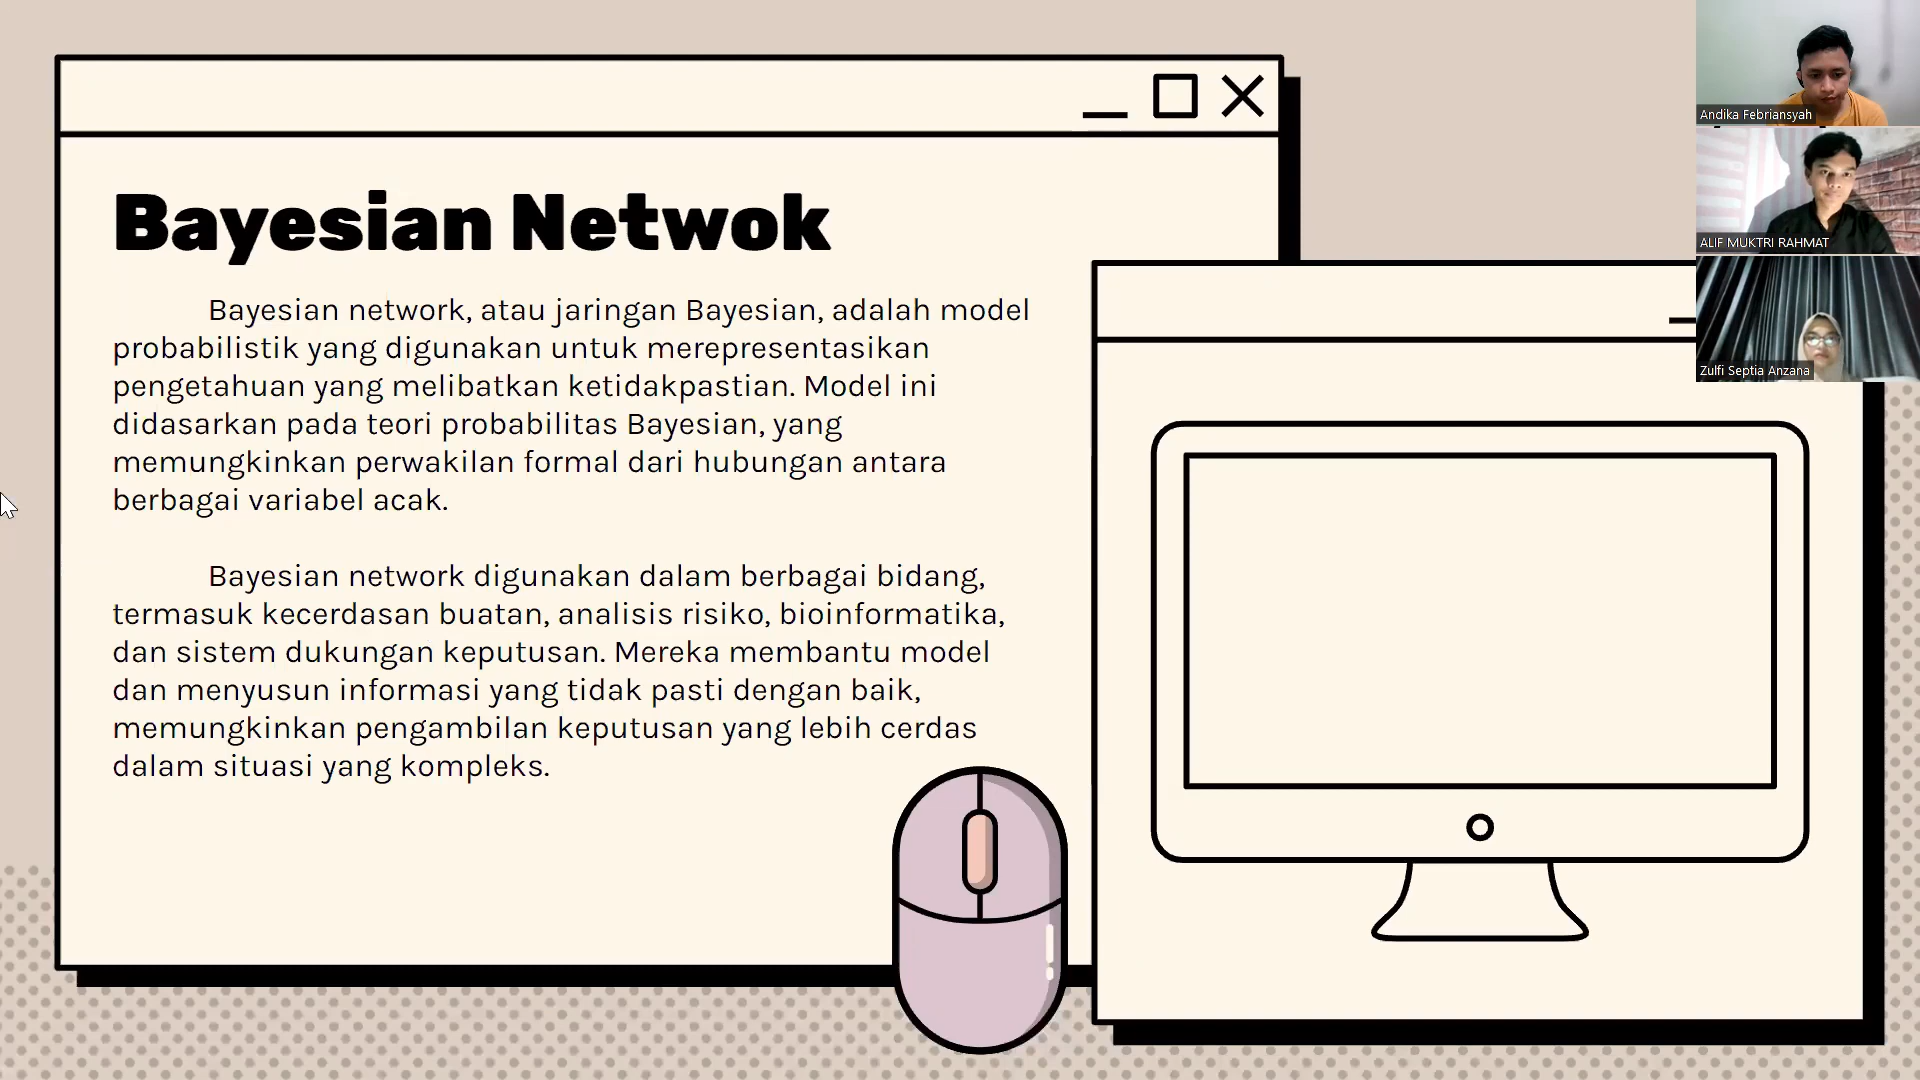 Bayesian Netwok
Bayesian network, atau jaringan Bayesian, adalah model
probabilistik yang digunakan untuk merepresentasikan
pengetahuan yang melibatkan ketidakpastian. Model ini
didasarkan pada teori probabilitas Bayesian, yang
memungkinkan perwakilan formal dari hubungan antara
berbagai variabel acak.
Bayesian network digunakan dalam berbagai bidang,
termasuk kecerdasan buatan, analisis risiko, bioinformatika,
dan sistem dukungan keputusan. Mereka membantu model
dan menyusun informasi yang tidak pasti dengan baik,
memungkinkan pengambilan keputusan yang lebih cerdas
dalam situasi yang kompleks.
Andika Febriansyah
ALIF MUKTRI RAHMAT
Zulfi Septia Anzana